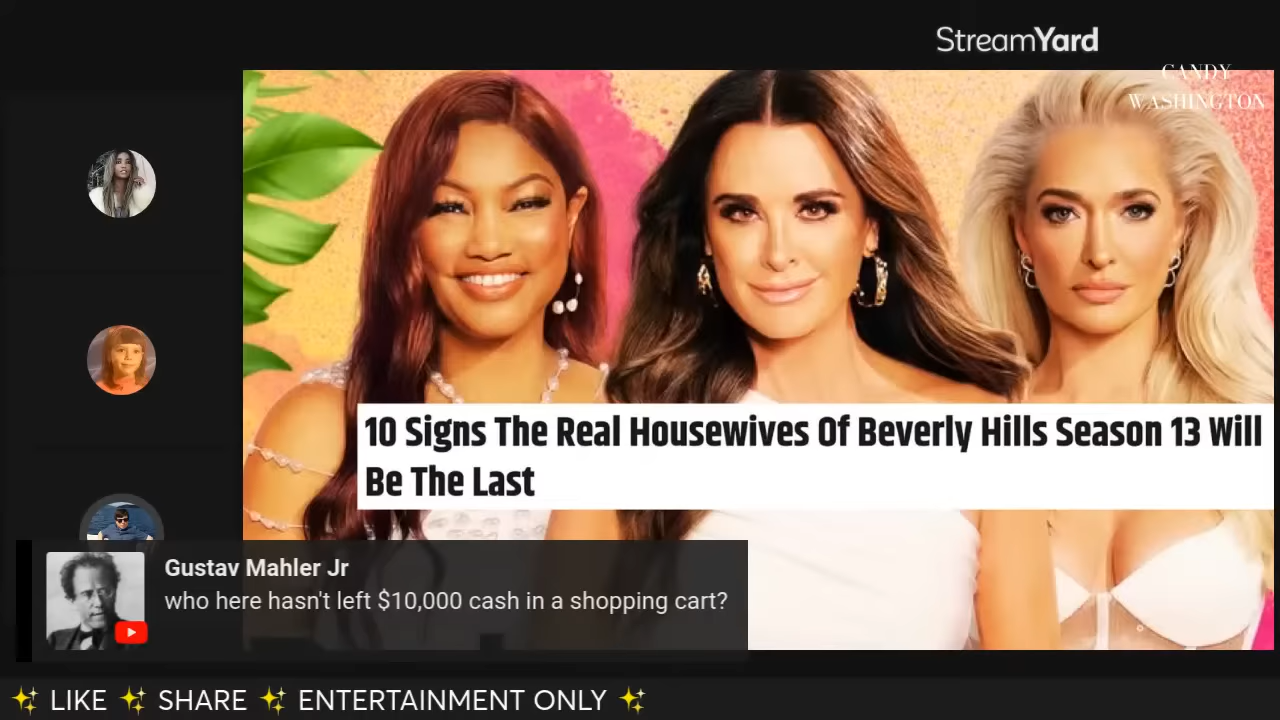 StreamYard
CANDY
WASHINGTON
10 Signs The Real Housewives Of Beverly Hills Season 13 Will
Be The Last
Gustav Mahler Jr
who here hasn't left $10,000 cash in a shopping cart?
✨ LIKE ✨ SHARE ✨ ENTERTAINMENT ONLY ✨